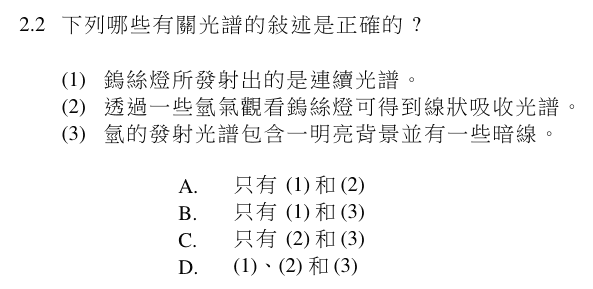 2.2 下列哪些有關光譜的敍述是正確的？
(1) 鎢絲燈所發射出的是連續光譜。
(2) 透過一些氫氣觀看鎢絲燈可得到線狀吸收光譜。
(3) 氫的發射光譜包含一明亮背景並有一些暗線。
A. 只有 (1) 和 (2)
B. 只有 (1) 和 (3)
C. 只有 (2) 和 (3)
D. (1)、(2) 和 (3)